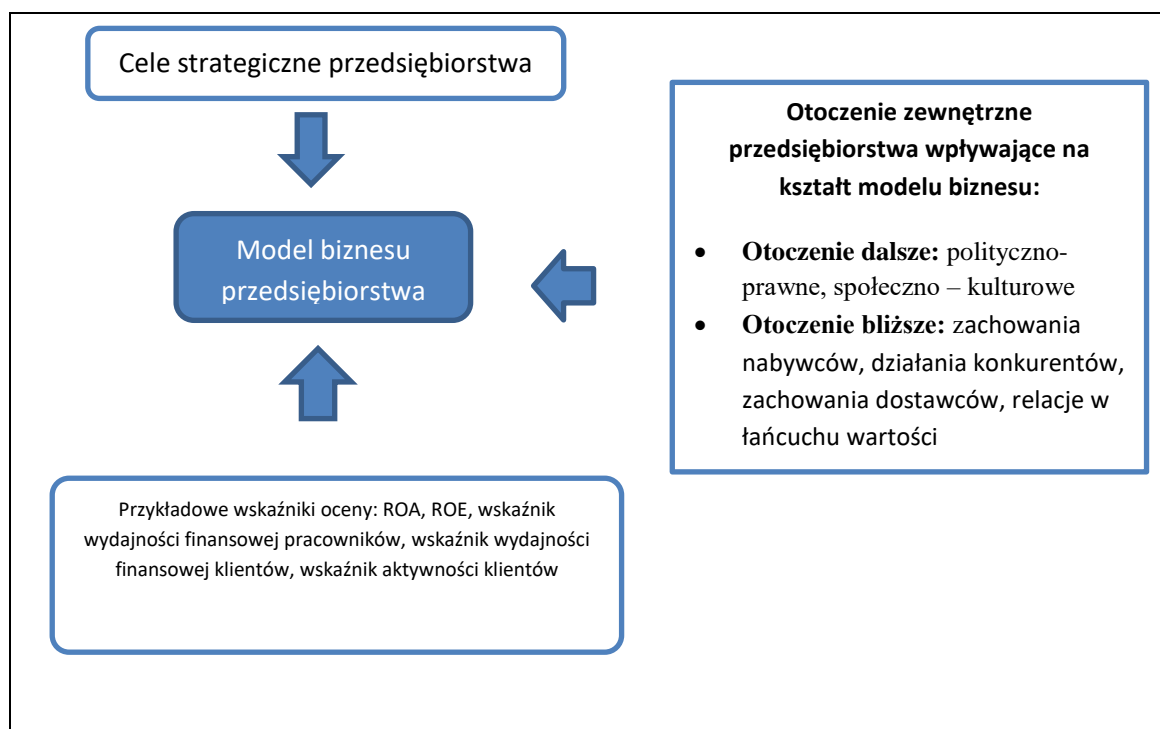 Cele strategiczne przedsiębiorstwa
Model biznesu
przedsiębiorstwa
Otoczenie zewnętrzne
przedsiębiorstwa wpływające na
kształt modelu biznesu:
• Otoczenie dalsze: polityczno-
prawne, społeczno – kulturowe
• Otoczenie bliższe: zachowania
nabywców, działania konkurentów,
zachowania dostawców, relacje w
łańcuchu wartości
Przykładowe wskaźniki oceny: ROA, ROE, wskaźnik
wydajności finansowej pracowników, wskaźnik wydajności
finansowej klientów, wskaźnik aktywności klientów